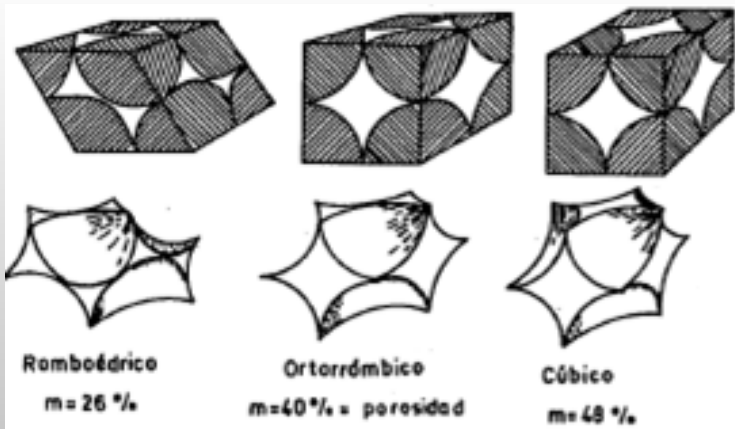 Romboédrico
m=26 %
Ortorrómbico
m=40 % = porosidad
Cúbico
m=48 %